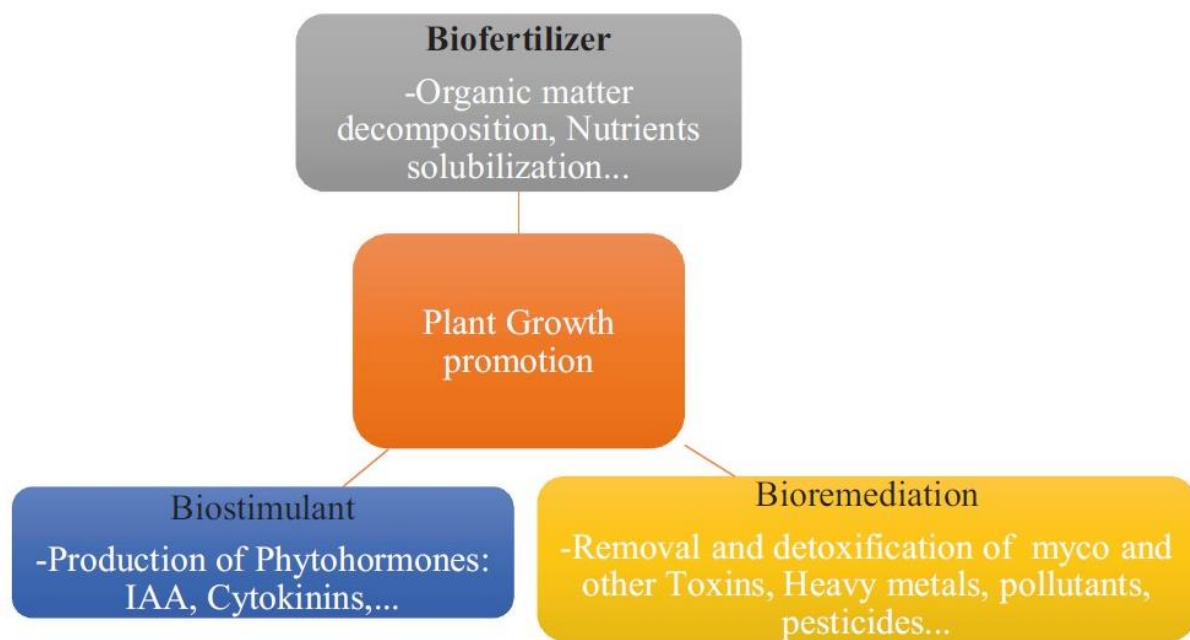 Biofertilizer
-Organic matter
decomposition, Nutrients
solubilization...
Plant Growth
promotion
Biostimulant
-Production of Phytohormones:
IAA, Cytokinins,...
Bioremediation
-Removal and detoxification of myco and
other Toxins, Heavy metals, pollutants,
pesticides...